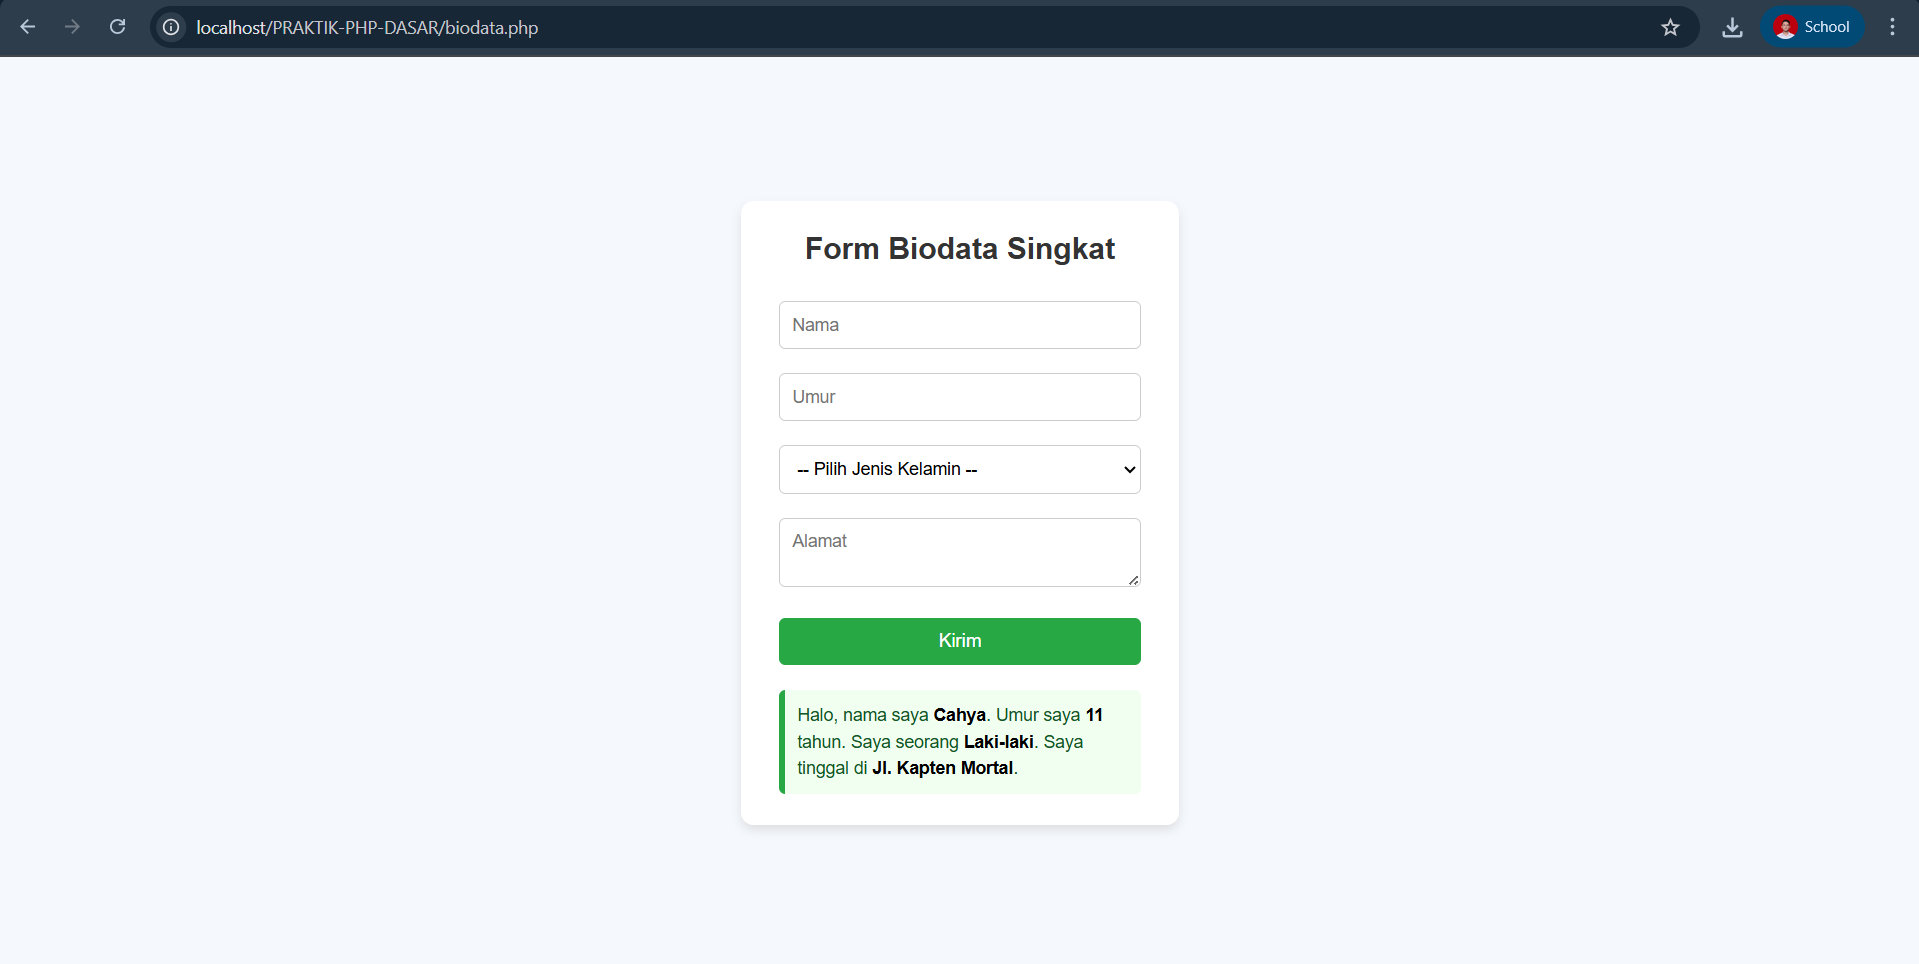 localhost/PRAKTIK-PHP-DASAR/biodata.php
School
Form Biodata Singkat
Nama
Umur
-- Pilih Jenis Kelamin --
Alamat
Kirim
Halo, nama saya Cahya. Umur saya 11
tahun. Saya seorang Laki-laki. Saya
tinggal di Jl. Kapten Mortal.